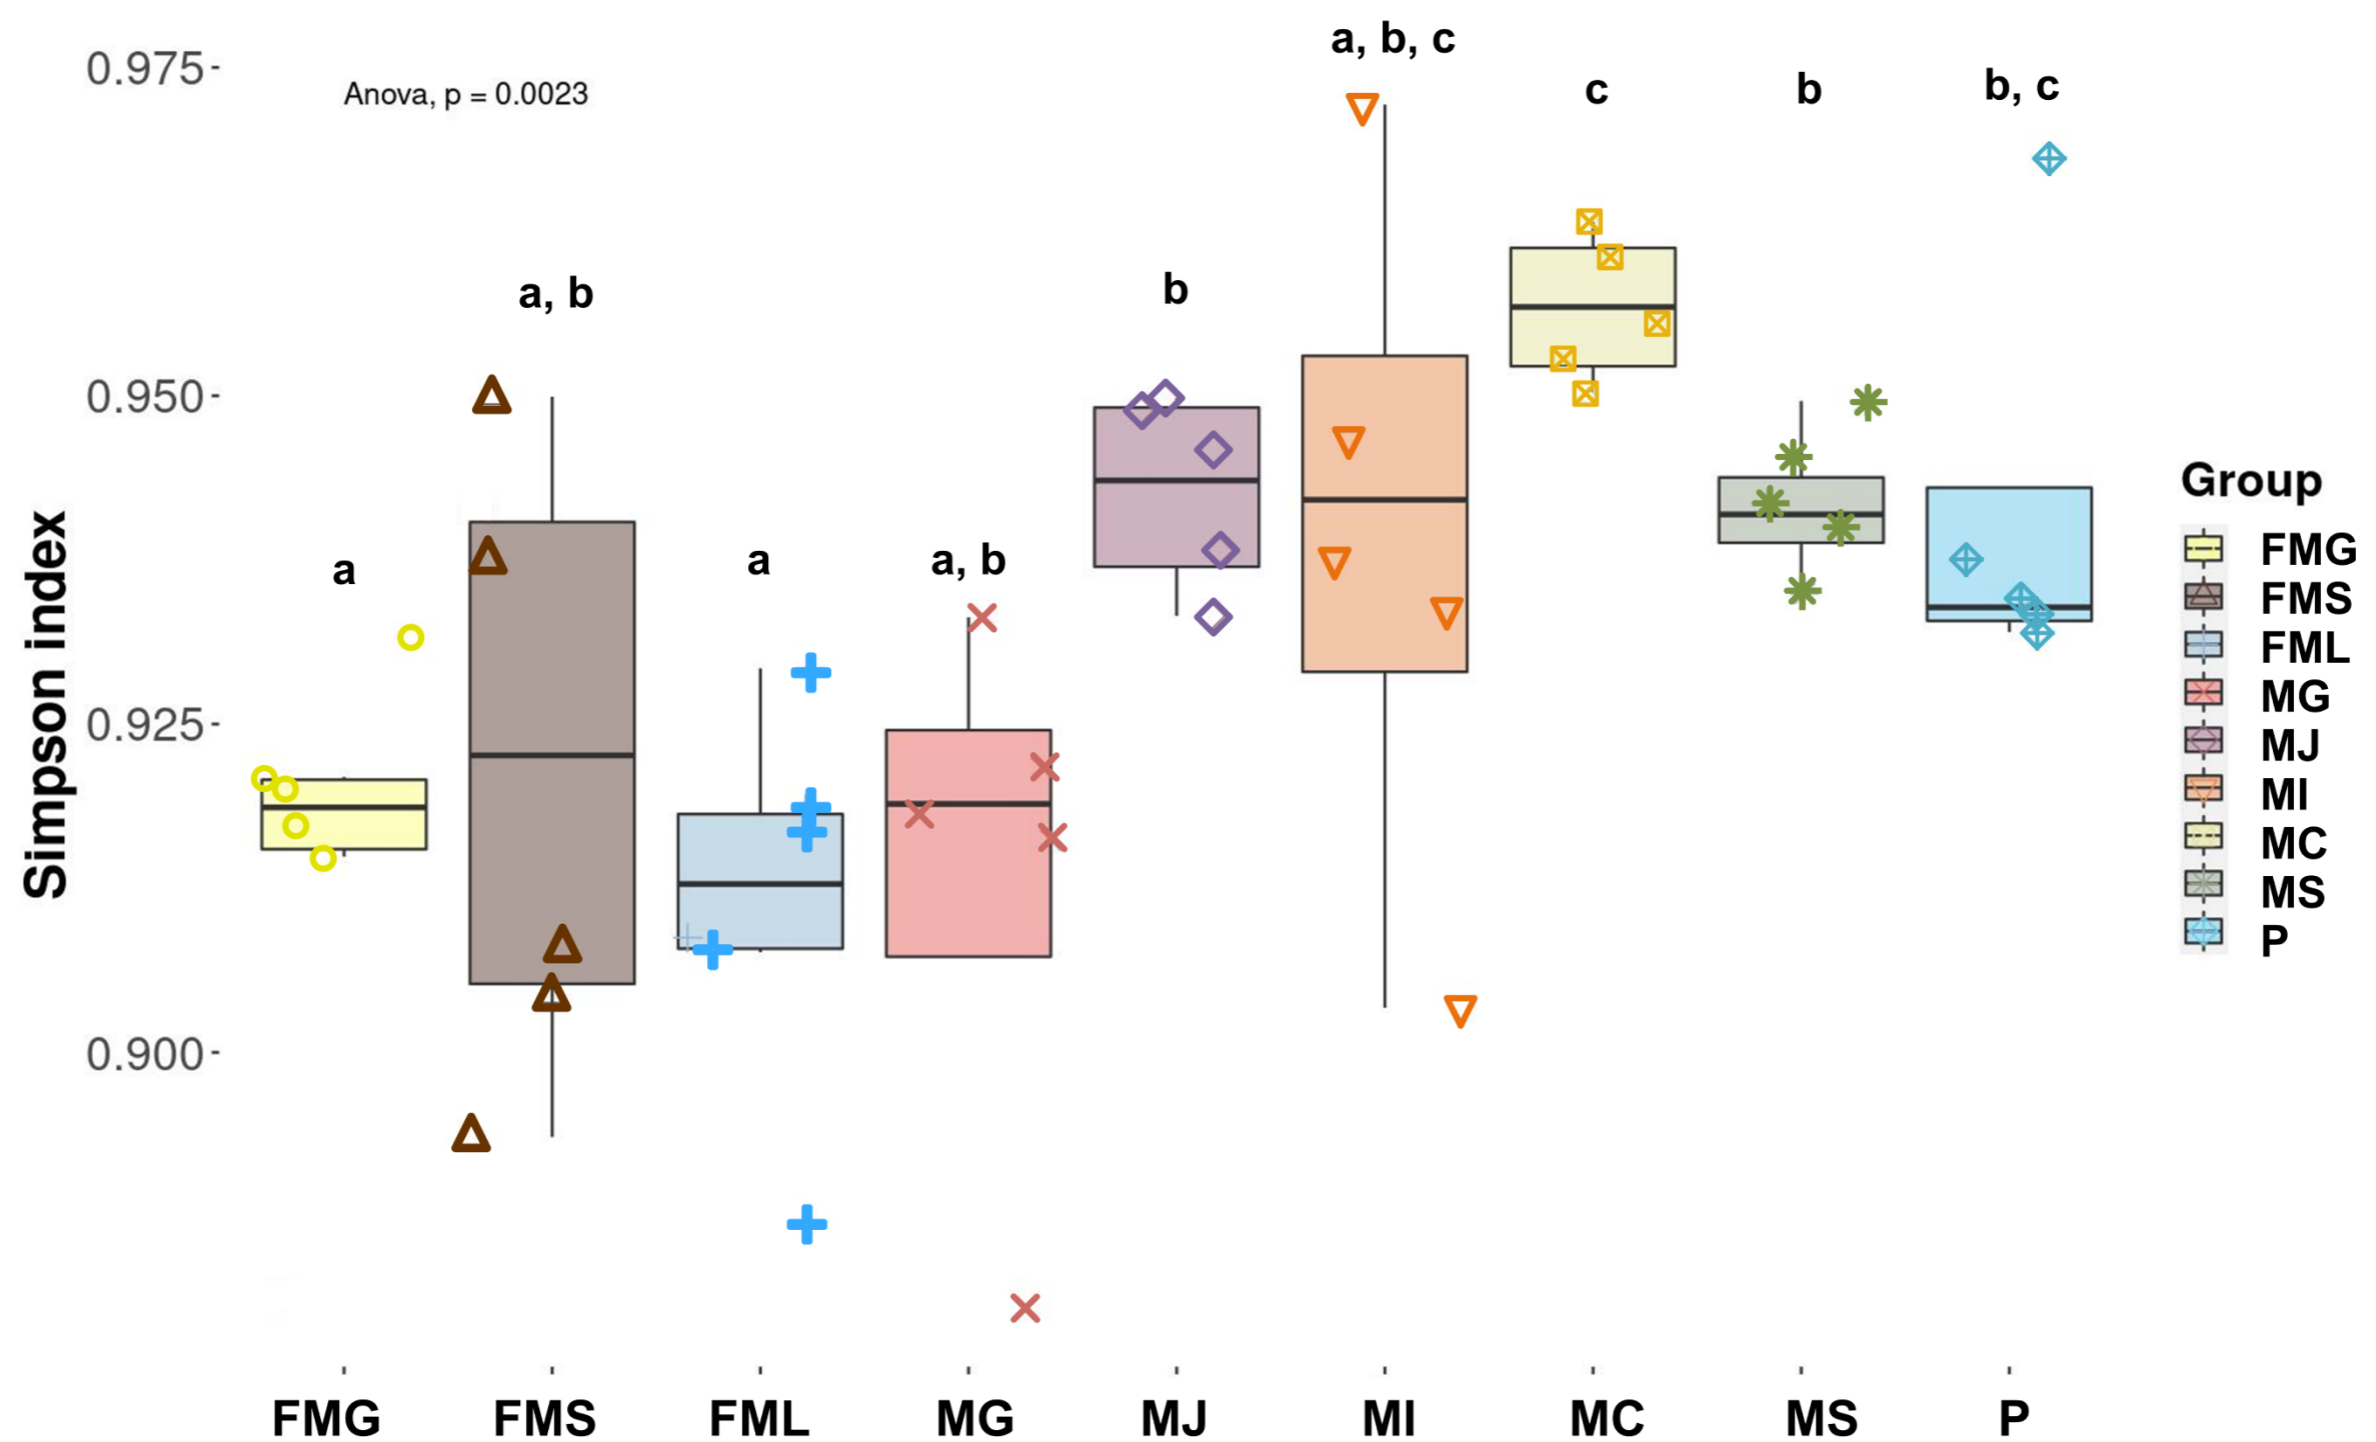 a, b, c
0.975
Anova, p = 0.0023
c
b
b, c
a, b
b
0.950
Simpson index
a
a
a, b
0.925
0.900
Group
FMG
FMS
FML
MG
MJ
MI
MC
MS
P
FMG
FMS
FML
MG
MJ
MI
MC
MS
P